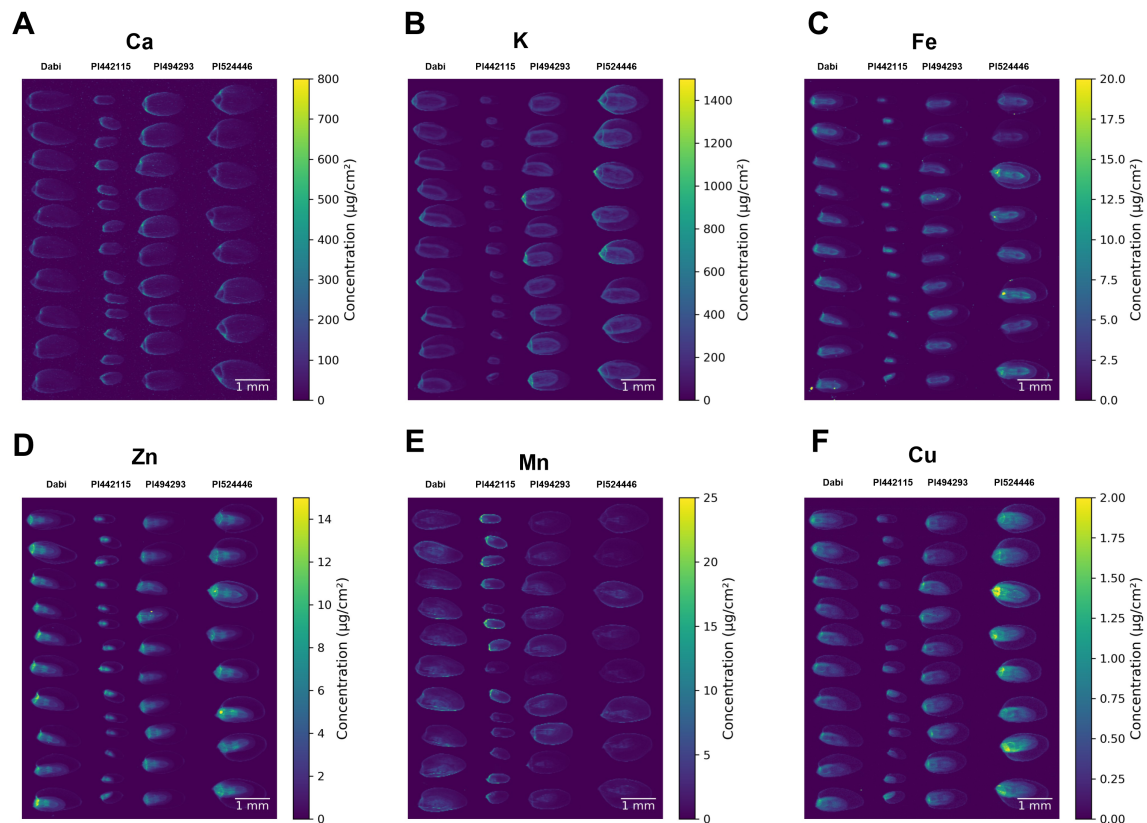 A
Ca
Dabi PI442115 PI494293 PI524446
800
700
600
500
400
300
200
100
0
Concentration (µg/cm²)
1 mm
B
K
Dabi PI442115 PI494293 PI524446
1400
1200
1000
800
600
400
200
0
Concentration (µg/cm²)
1 mm
C
Fe
Dabi PI442115 PI494293 PI524446
20.0
17.5
15.0
12.5
10.0
7.5
5.0
2.5
0.0
Concentration (µg/cm²)
1 mm
D
Zn
Dabi PI442115 PI494293 PI524446
14
12
10
8
6
4
2
0
Concentration (µg/cm²)
1 mm
E
Mn
Dabi PI442115 PI494293 PI524446
25
20
15
10
5
0
Concentration (µg/cm²)
1 mm
F
Cu
Dabi PI442115 PI494293 PI524446
2.00
1.75
1.50
1.25
1.00
0.75
0.50
0.25
0.00
Concentration (µg/cm²)
1 mm